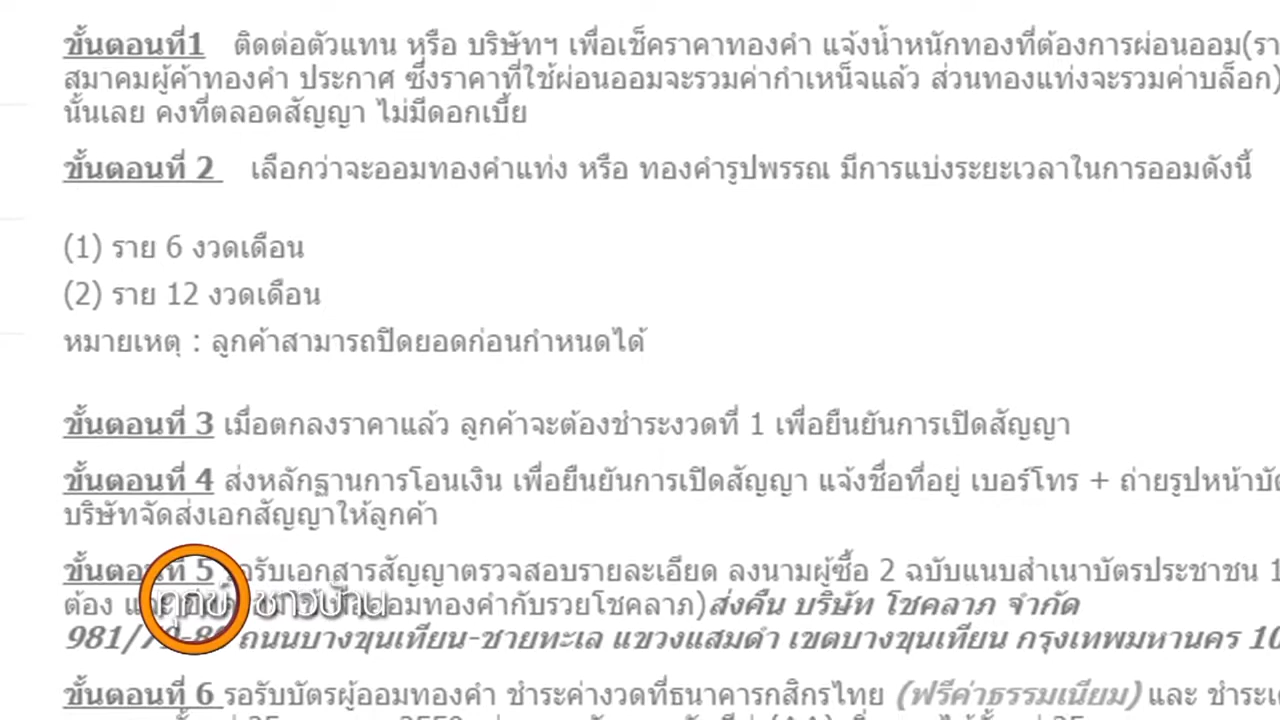 ขั้นตอนที่1 ติดต่อตัวแทน หรือ บริษัทฯ เพื่อเช็คราคาทองคำ แจ้งน้ำหนักทองที่ต้องการผ่อนออม(รา
สมาคมผู้ค้าทองคำ ประกาศ ซึ่งราคาที่ใช้ผ่อนออมจะรวมค่ากำเหน็จแล้ว ส่วนทองแท่งจะรวมค่าบล็อก)
นั้นเลย คงที่ตลอดสัญญา ไม่มีดอกเบี้ย
ขั้นตอนที่ 2 เลือกว่าจะออมทองคำแท่ง หรือ ทองคำรูปพรรณ มีการแบ่งระยะเวลาในการออมดังนี้
(1) ราย 6 งวดเดือน
(2) ราย 12 งวดเดือน
หมายเหตุ : ลูกค้าสามารถปิดยอดก่อนกำหนดได้
ขั้นตอนที่ 3 เมื่อตกลงราคาแล้ว ลูกค้าจะต้องชำระงวดที่ 1 เพื่อยืนยันการเปิดสัญญา
ขั้นตอนที่ 4 ส่งหลักฐานการโอนเงิน เพื่อยืนยันการเปิดสัญญา แจ้งชื่อที่อยู่ เบอร์โทร + ถ่ายรูปหน้าบัต
บริษัทจัดส่งเอกสัญญาให้ลูกค้า
ขั้นตอนที่ 5 รอรับเอกสารสัญญาตรวจสอบรายละเอียด ลงนามผู้ซื้อ 2 ฉบับแนบสำเนาบัตรประชาชน 1
ต้อง ออมทองคำกับรวยโชคลาภ)ส่งคืน บริษัท โชคลาภ จำกัด
ทุกข์ชาวบ้าน
ถนนบางขุนเทียน-ชายทะเล แขวงแสมดำ เขตบางขุนเทียน กรุงเทพมหานคร 10
ขั้นตอนที่ 6 รอรับบัตรผู้ออมทองคำ ชำระค่างวดที่ธนาคารกสิกรไทย (ฟรีค่าธรรมเนียม) และ ชำระเ